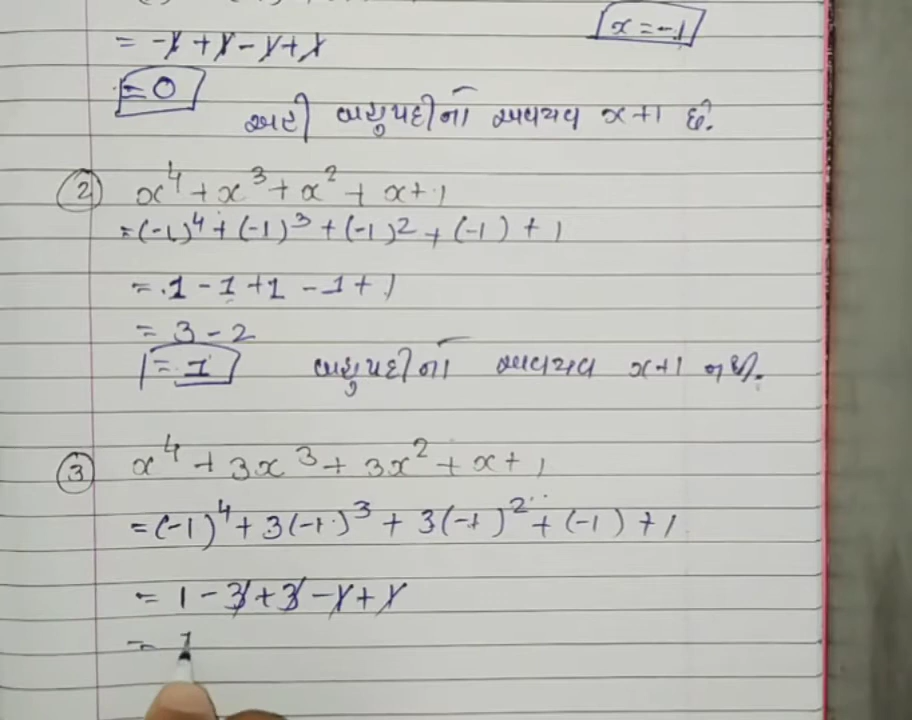 x = -1
= -1 + 1 - 1 + 1
= 0
અહી બહુપદીનાં અવયવ x+1 છે.
② x⁴ + x³ + x² + x + 1
= (-1)⁴ + (-1)³ + (-1)² + (-1) + 1
= 1 - 1 + 1 - 1 + 1
= 3 - 2
= 1 બહુપદીનાં અવયવ x+1 નથી.
③ x⁴ + 3x³ + 3x² + x + 1
= (-1)⁴ + 3(-1)³ + 3(-1)² + (-1) + 1
= 1 - 3 + 3 - 1 + 1
= 1